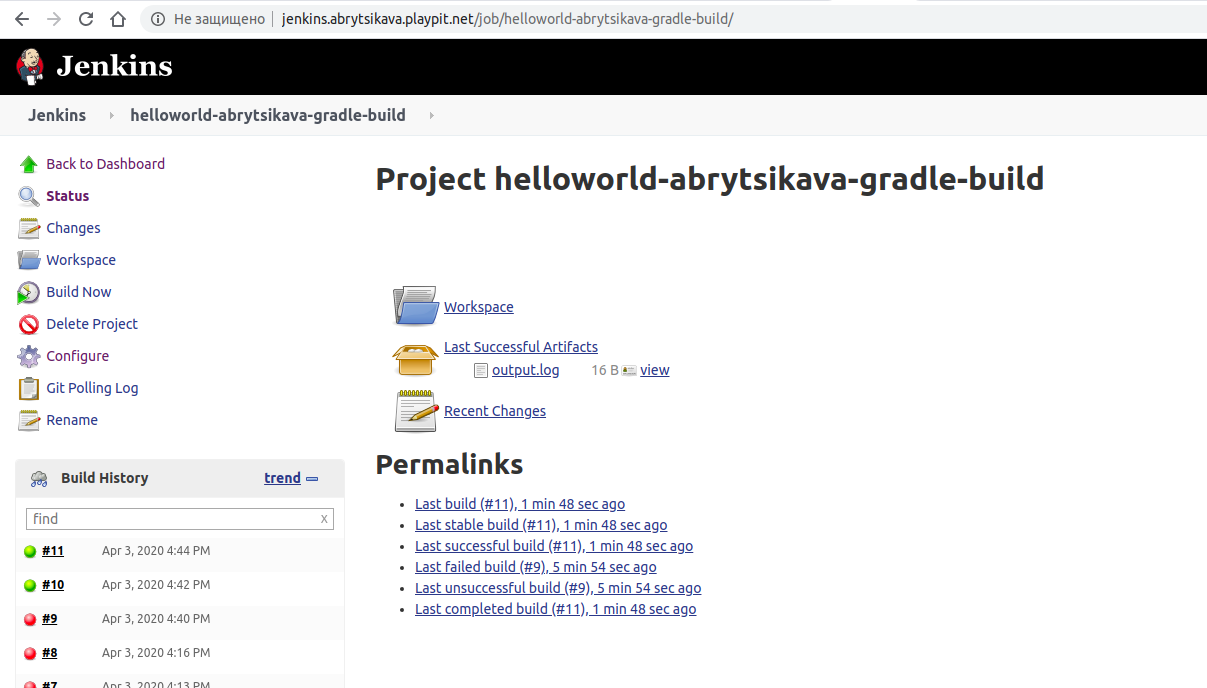 Не защищено | jenkins.abrytsikava.playpit.net/job/helloworld-abrytsikava-gradle-build/
Jenkins
Jenkins helloworld-abrytsikava-gradle-build
Back to Dashboard
Status
Changes
Workspace
Build Now
Delete Project
Configure
Git Polling Log
Rename
Build History trend
find X
#11 Apr 3, 2020 4:44 PM
#10 Apr 3, 2020 4:42 PM
#9 Apr 3, 2020 4:40 PM
#8 Apr 3, 2020 4:16 PM
#7 Apr 3, 2020 4:13 PM
Project helloworld-abrytsikava-gradle-build
Workspace
Last Successful Artifacts
output.log 16 B view
Recent Changes
Permalinks
Last build (#11), 1 min 48 sec ago
Last stable build (#11), 1 min 48 sec ago
Last successful build (#11), 1 min 48 sec ago
Last failed build (#9), 5 min 54 sec ago
Last unsuccessful build (#9), 5 min 54 sec ago
Last completed build (#11), 1 min 48 sec ago